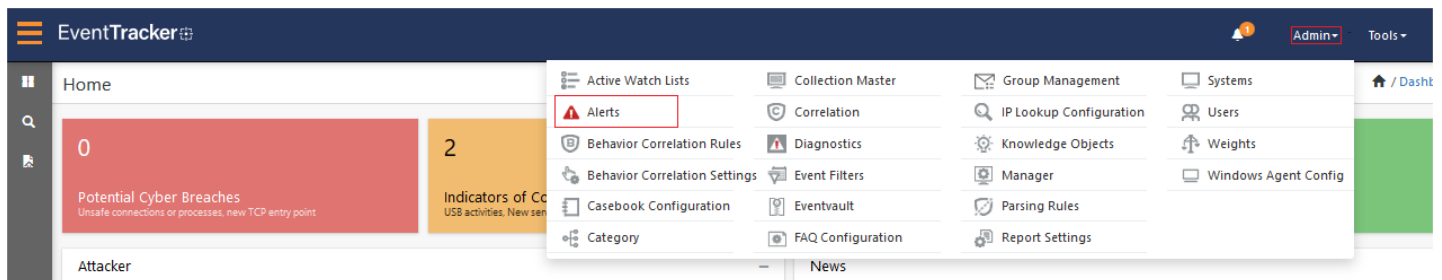 EventTracker
1
Admin
Tools
Home
/ Dashb
Active Watch Lists
Collection Master
Group Management
Systems
Alerts
Correlation
IP Lookup Configuration
Users
Behavior Correlation Rules
Diagnostics
Knowledge Objects
Weights
Behavior Correlation Settings
Event Filters
Manager
Windows Agent Config
Casebook Configuration
Eventvault
Parsing Rules
Category
FAQ Configuration
Report Settings
0
Potential Cyber Breaches
Unsafe connections or processes, new TCP entry point
2
Indicators of Co
USB activities, New serv
Attacker
News